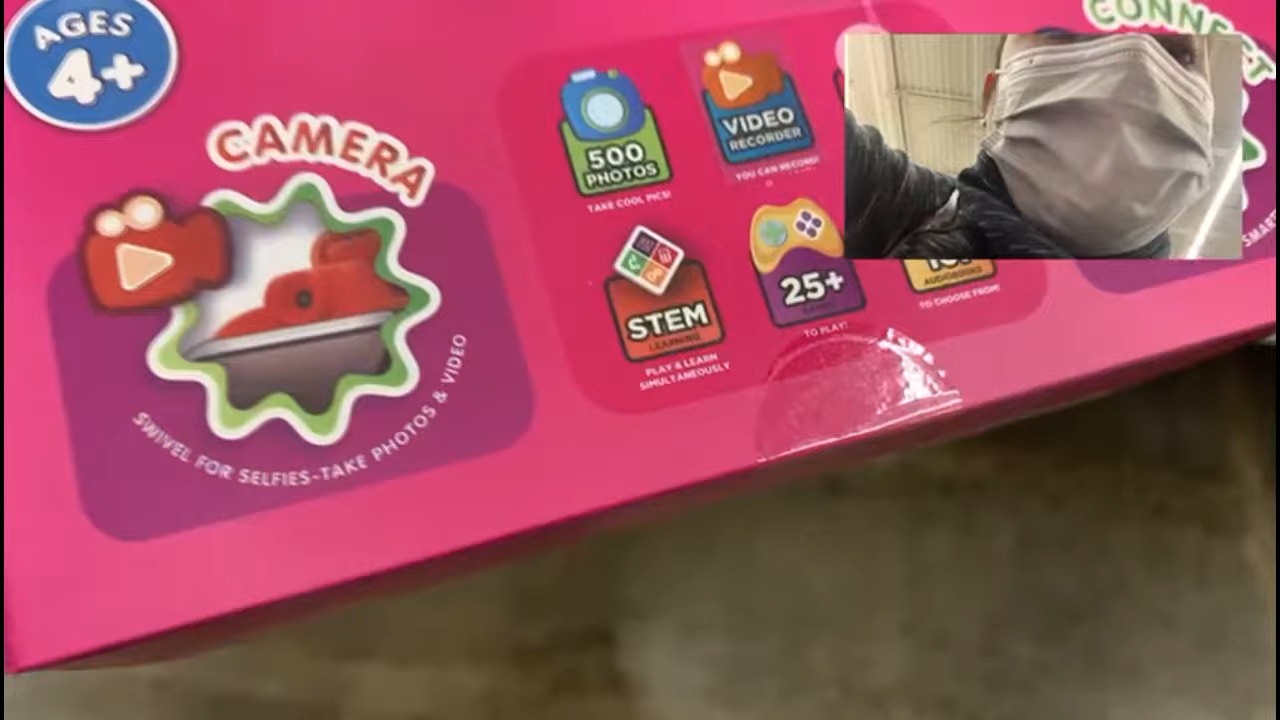 AGES
4+
CAMERA
SWIVEL FOR SELFIES-TAKE PHOTOS & VIDEO
500
PHOTOS
TAKE COOL PICS!
VIDEO
RECORDER
YOU CAN RECORD!
STEM
LEARNING
PLAY & LEARN
SIMULTANEOUSLY
25+
TO PLAY!
AUDIOBOOKS
TO CHOOSE FROM!
CONNECT
SMART